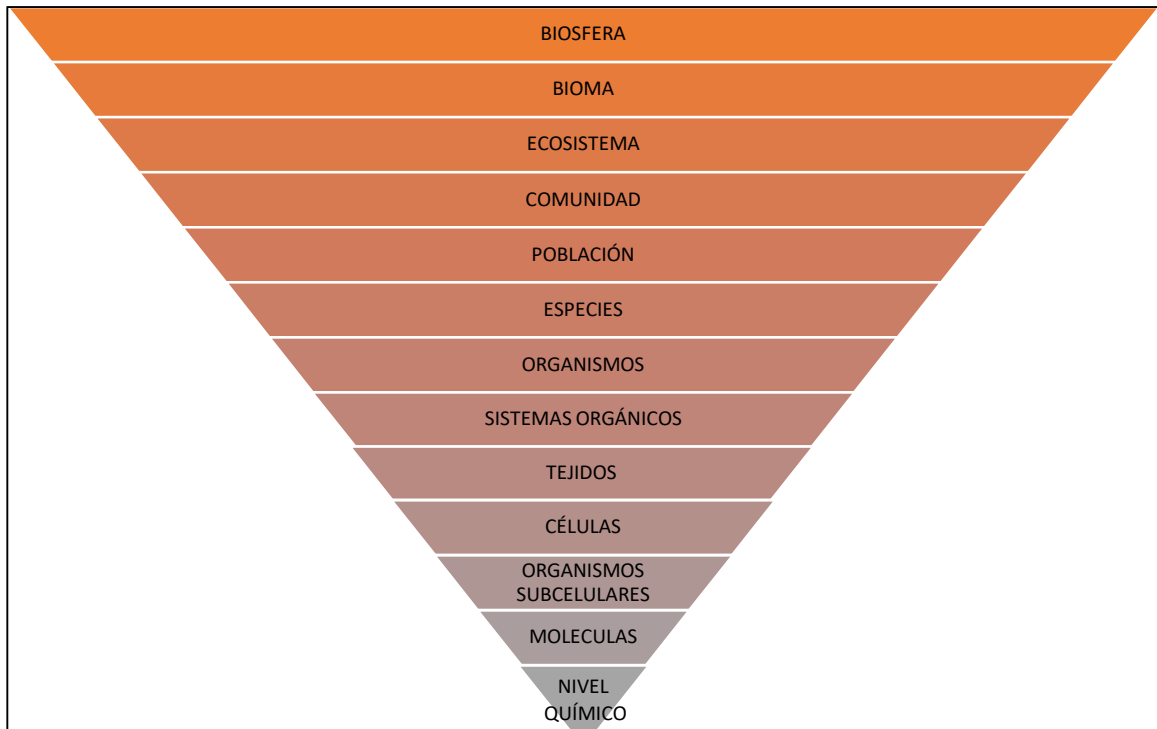 BIOSFERA
BIOMA
ECOSISTEMA
COMUNIDAD
POBLACIÓN
ESPECIES
ORGANISMOS
SISTEMAS ORGÁNICOS
TEJIDOS
CÉLULAS
ORGANISMOS
SUBCELULARES
MOLECULAS
NIVEL
QUÍMICO